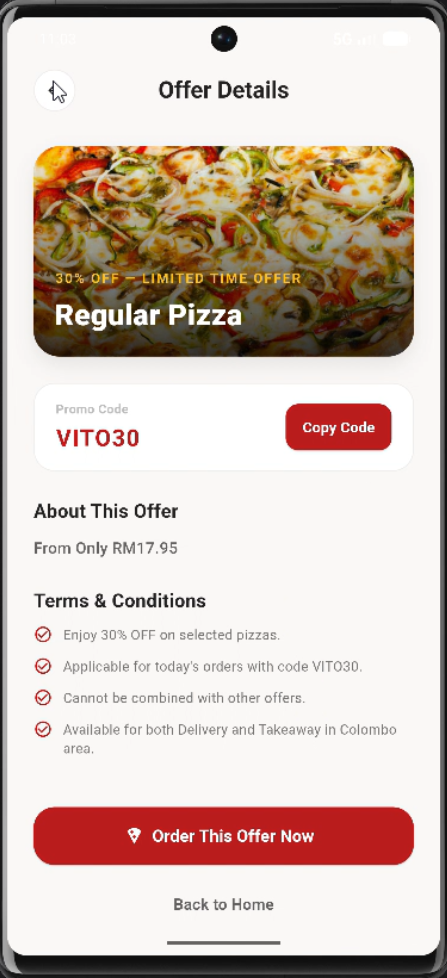 Offer Details
30% OFF — LIMITED TIME OFFER
Regular Pizza
Promo Code
VITO30
Copy Code
About This Offer
From Only RM17.95
Terms & Conditions
Enjoy 30% OFF on selected pizzas.
Applicable for today's orders with code VITO30.
Cannot be combined with other offers.
Available for both Delivery and Takeaway in Colombo
area.
Order This Offer Now
Back to Home